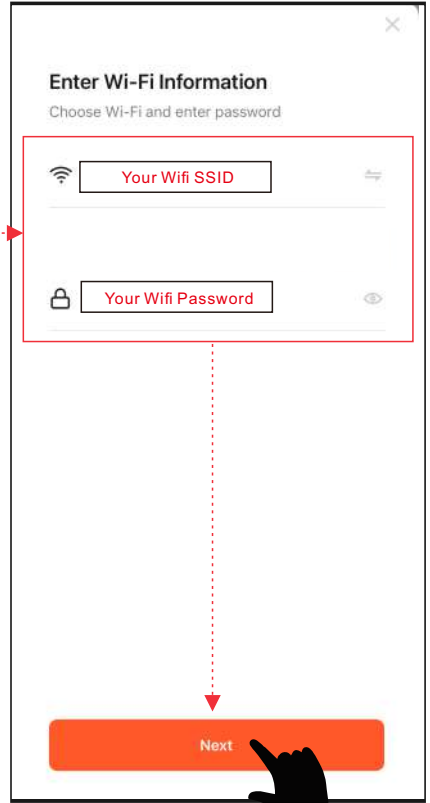 Enter Wi-Fi Information
Choose Wi-Fi and enter password
Your Wifi SSID
Your Wifi Password
Next